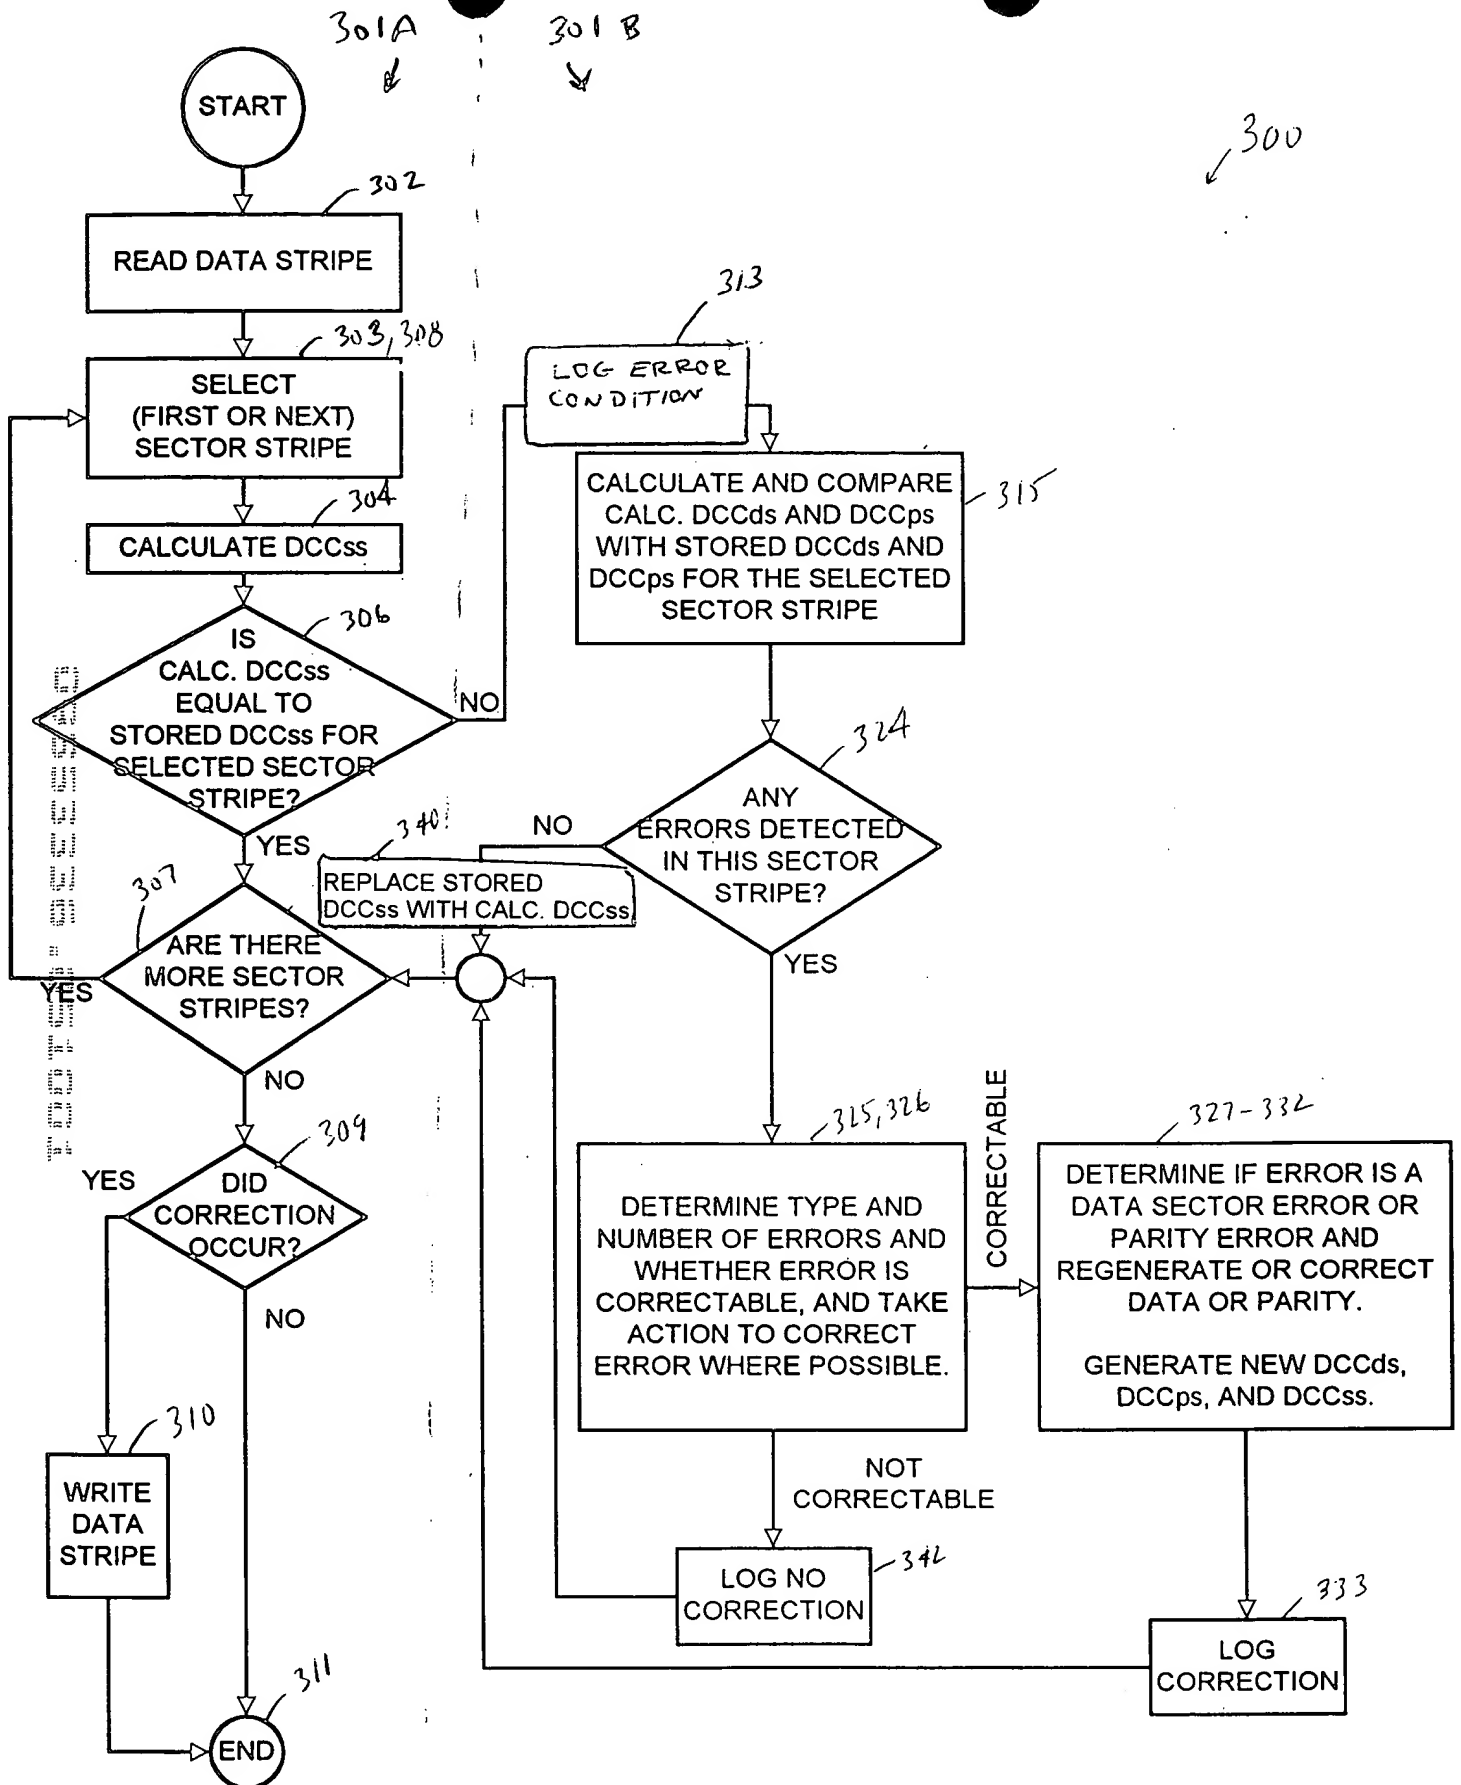 301A
301 B
START
300
302
READ DATA STRIPE
313
303, 308
LOG ERROR
CONDITION
SELECT
(FIRST OR NEXT)
SECTOR STRIPE
304
CALCULATE DCCss
CALCULATE AND COMPARE
CALC. DCCds AND DCCps
WITH STORED DCCds AND
DCCps FOR THE SELECTED
SECTOR STRIPE
315
306
IS
CALC. DCCss
EQUAL TO
STORED DCCss FOR
SELECTED SECTOR
STRIPE?
NO
YES
324
ANY
ERRORS DETECTED
IN THIS SECTOR
STRIPE?
NO
YES
340
REPLACE STORED
DCCss WITH CALC. DCCss
307
ARE THERE
MORE SECTOR
STRIPES?
YES
NO
309
DID
CORRECTION
OCCUR?
YES
NO
325, 326
DETERMINE TYPE AND
NUMBER OF ERRORS AND
WHETHER ERROR IS
CORRECTABLE, AND TAKE
ACTION TO CORRECT
ERROR WHERE POSSIBLE.
CORRECTABLE
327-332
DETERMINE IF ERROR IS A
DATA SECTOR ERROR OR
PARITY ERROR AND
REGENERATE OR CORRECT
DATA OR PARITY.
GENERATE NEW DCCds,
DCCps, AND DCCss.
310
WRITE
DATA
STRIPE
NOT
CORRECTABLE
342
LOG NO
CORRECTION
333
LOG
CORRECTION
311
END